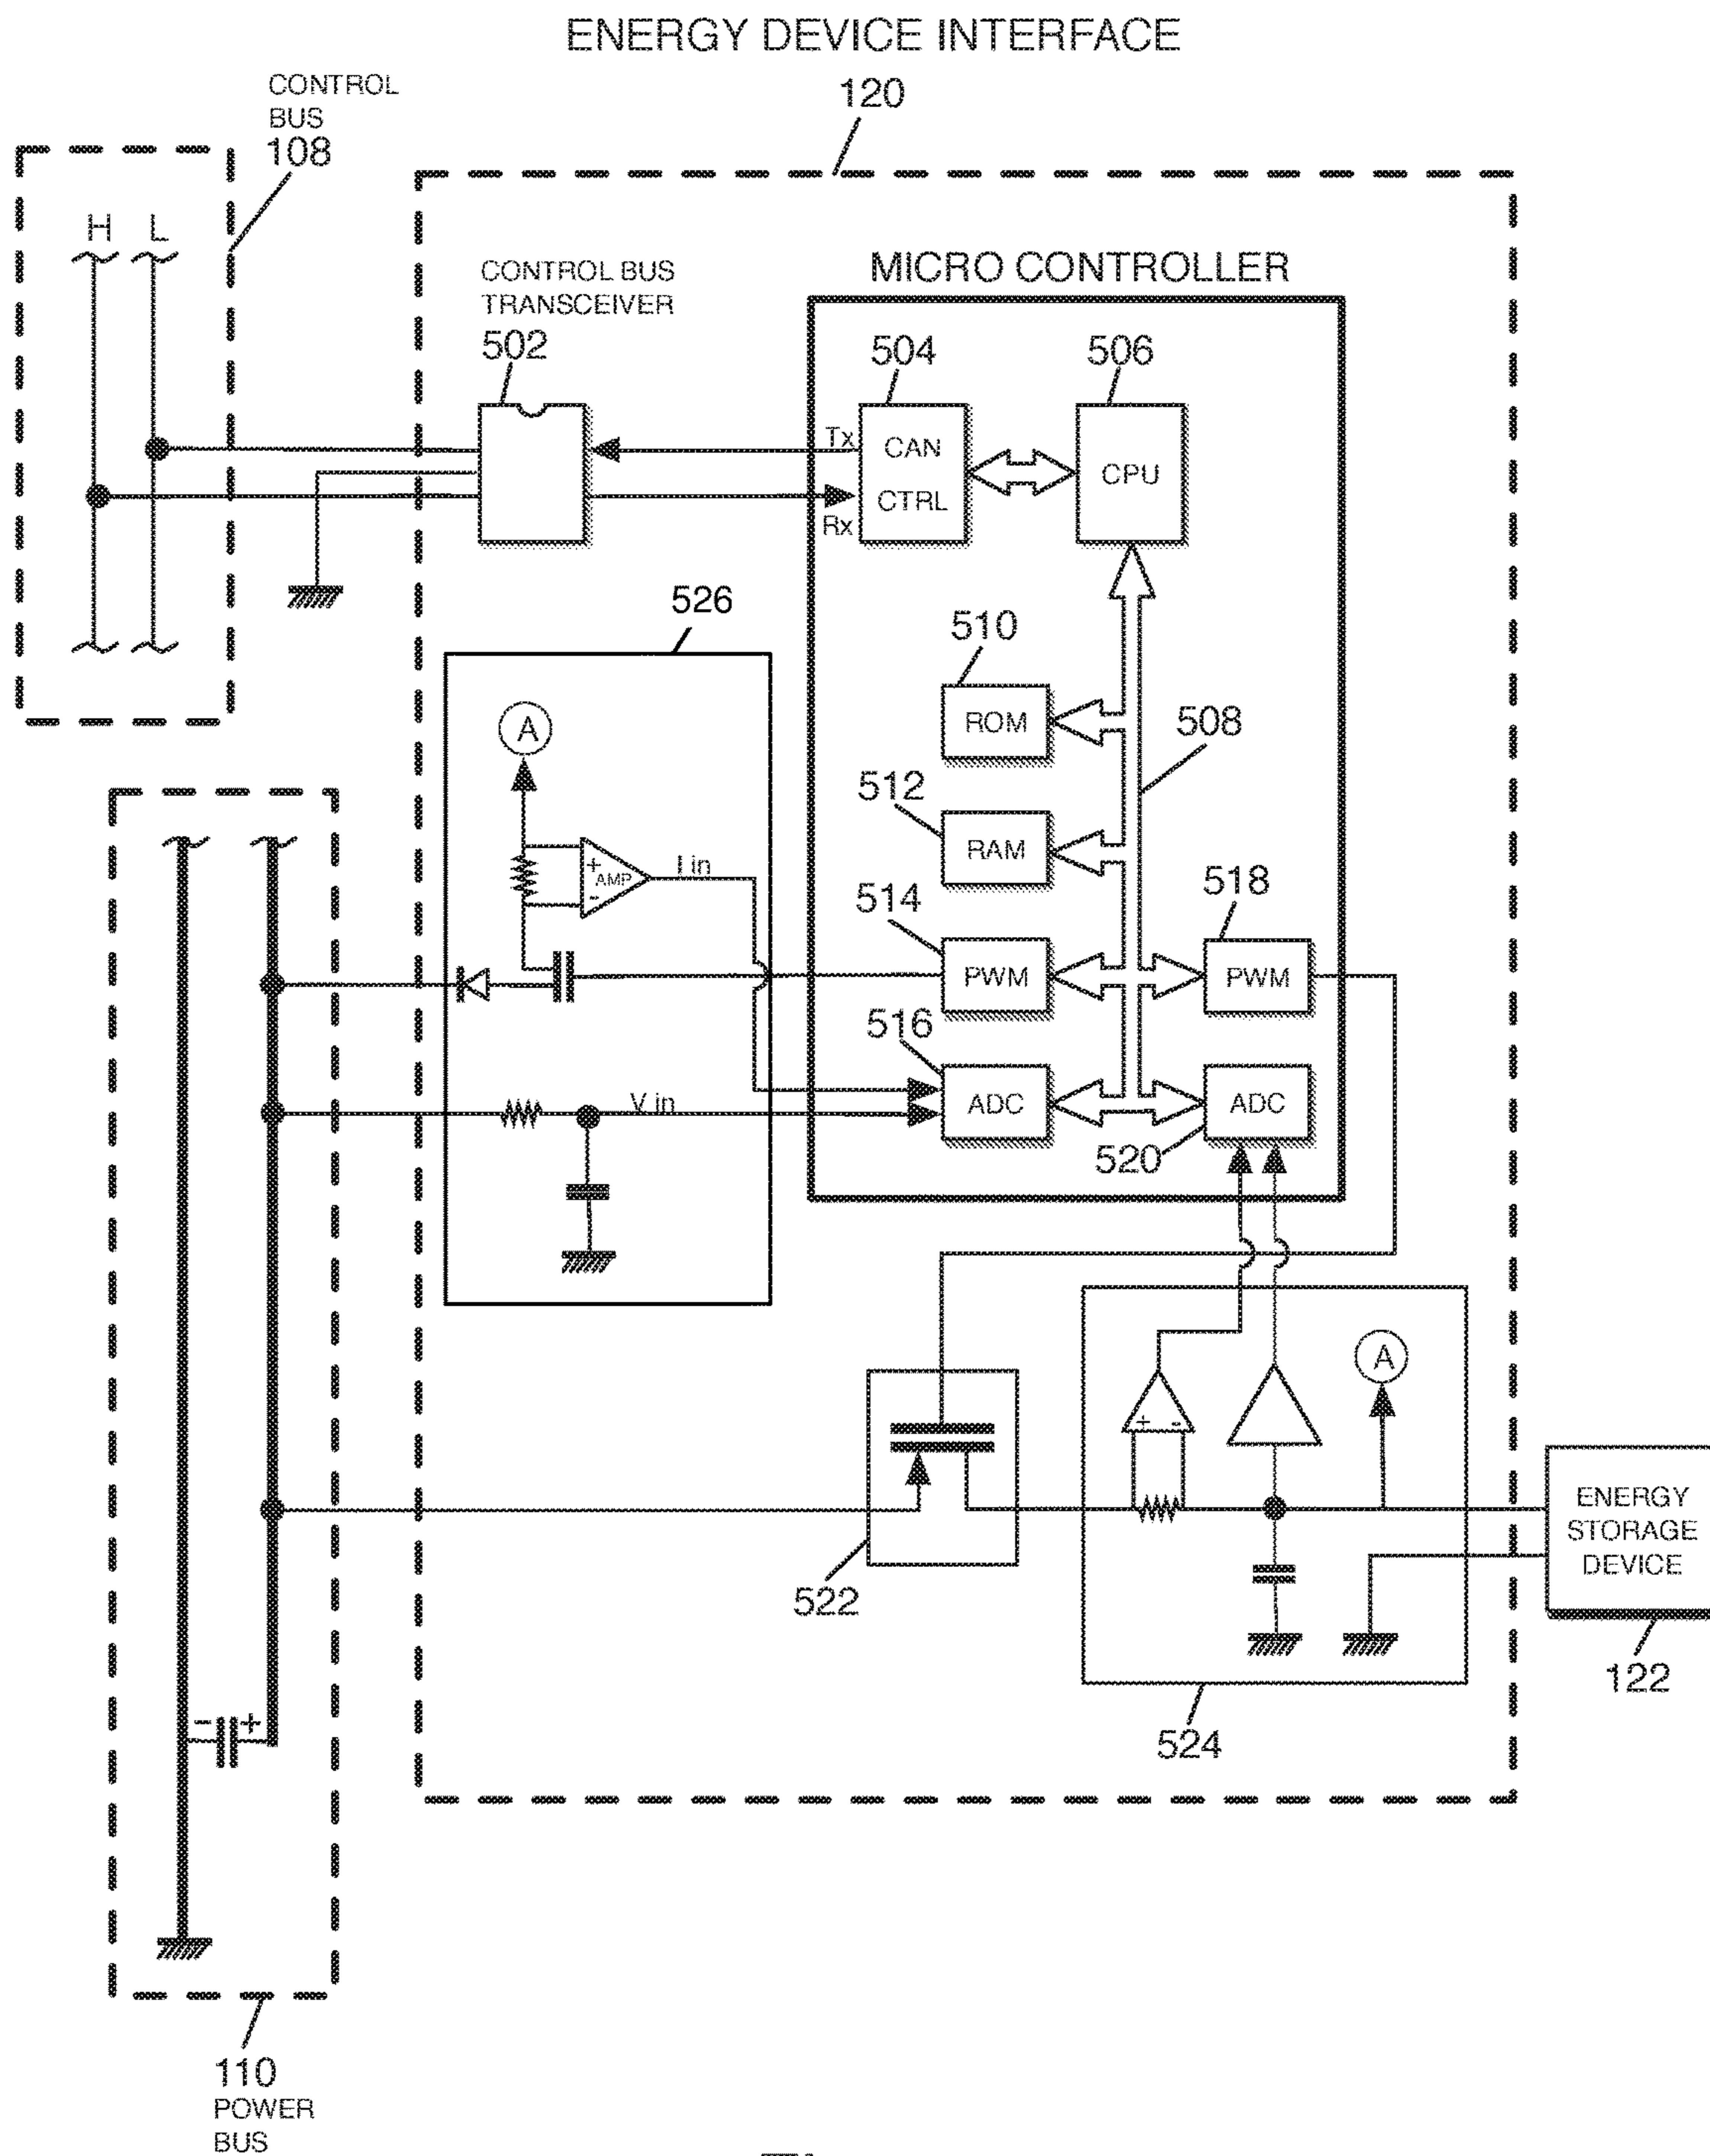 ENERGY DEVICE INTERFACE
120
CONTROL
BUS
108
H L
CONTROL BUS
TRANSCEIVER
502
MICRO CONTROLLER
504
506
Tx
CAN
CTRL
Rx
CPU
526
510
ROM
508
A
512
RAM
+
AMP
-
I in
514
PWM
518
PWM
516
ADC
V in
ADC
520
A
+ -
522
ENERGY
STORAGE
DEVICE
122
524
- +
110
POWER
BUS